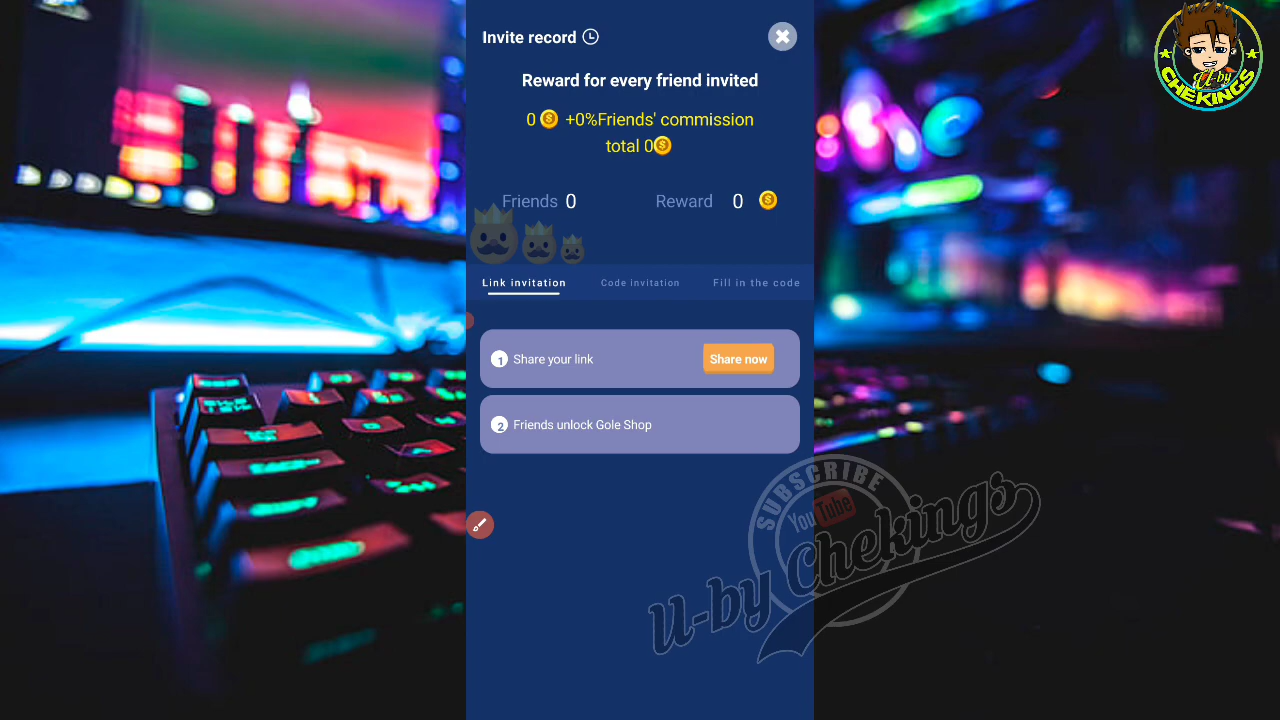 Invite record
Reward for every friend invited
0 +0%Friends' commission
total 0
Friends 0 Reward 0
Link invitation Code invitation Fill in the code
1 Share your link Share now
2 Friends unlock Gole Shop
U-by
CHEKINGS
SUBSCRIBE
YouTube
U-by Chekings